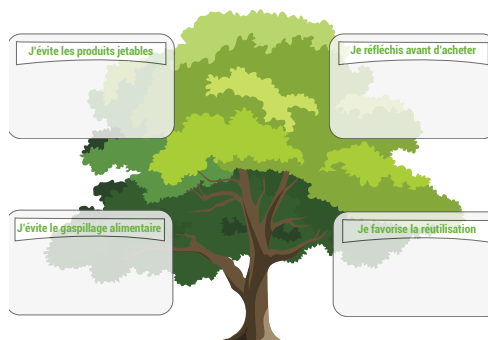 J'évite les produits jetables
Je réfléchis avant d'acheter
J'évite le gaspillage alimentaire
Je favorise la réutilisation